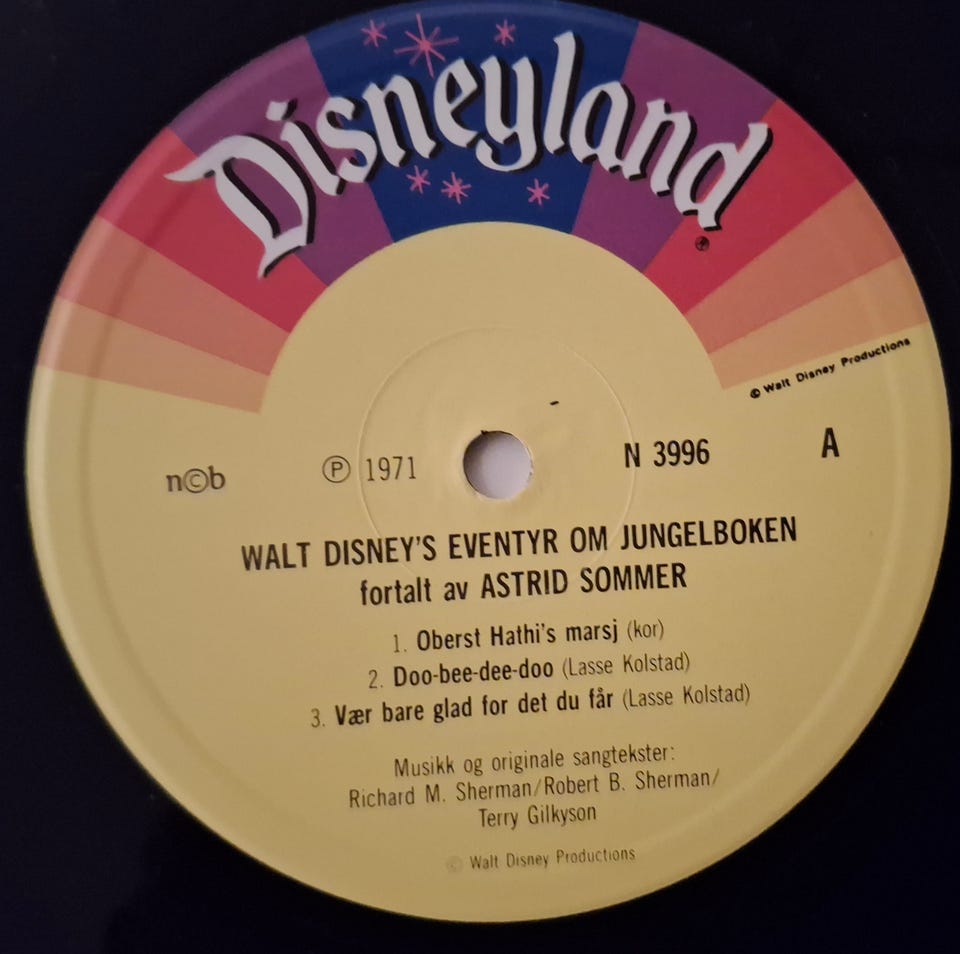 Disneyland®
© Walt Disney Productions
n©b ℗ 1971 N 3996 A
WALT DISNEY'S EVENTYR OM JUNGELBOKEN
fortalt av ASTRID SOMMER
1. Oberst Hathi's marsj (kor)
2. Doo-bee-dee-doo (Lasse Kolstad)
3. Vær bare glad for det du får (Lasse Kolstad)
Musikk og originale sangtekster:
Richard M. Sherman/Robert B. Sherman/
Terry Gilkyson
© Walt Disney Productions